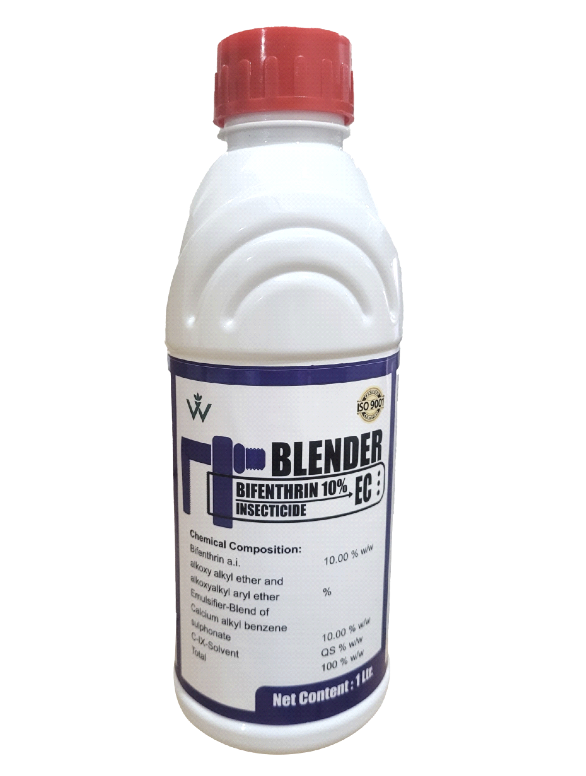 W
ISO 9001
BLENDER
BIFENTHRIN 10% EC
INSECTICIDE
Chemical Composition:
Bifenthrin a.i. 10.00 % w/w
alkoxy alkyl ether and
alkoxyalkyl aryl ether %
Emulsifier-Blend of
Calcium alkyl benzene
sulphonate 10.00 % w/w
C-IX-Solvent QS % w/w
Total 100 % w/w
Net Content : 1 Ltr.